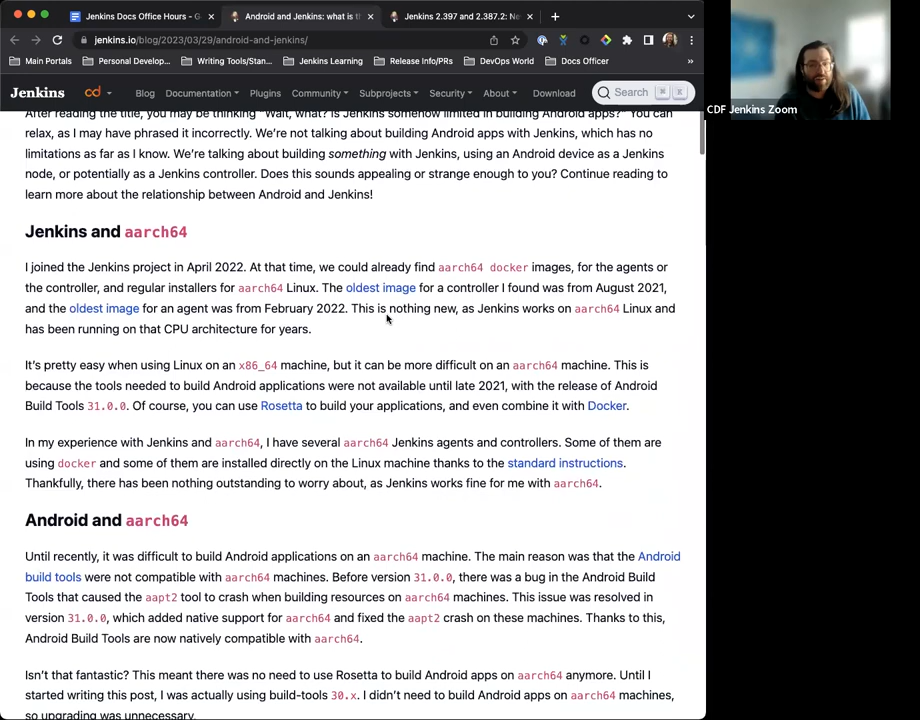 Jenkins Docs Office Hours - G
Android and Jenkins: what is t
Jenkins 2.397 and 2.387.2: Ne
jenkins.io/blog/2023/03/29/android-and-jenkins/
Main Portals
Personal Develop...
Writing Tools/Stan...
Jenkins Learning
Release Info/PRs
DevOps World
Docs Officer
»
Jenkins
cd
Blog
Documentation
Plugins
Community
Subprojects
Security
About
Download
Search
K
CDF Jenkins Zoom
After reading the title, you may be thinking "Wait, what? Is Jenkins somehow limited in building Android apps?" You can
relax, as I may have phrased it incorrectly. We're not talking about building Android apps with Jenkins, which has no
limitations as far as I know. We're talking about building something with Jenkins, using an Android device as a Jenkins
node, or potentially as a Jenkins controller. Does this sounds appealing or strange enough to you? Continue reading to
learn more about the relationship between Android and Jenkins!
Jenkins and aarch64
I joined the Jenkins project in April 2022. At that time, we could already find aarch64 docker images, for the agents or
the controller, and regular installers for aarch64 Linux. The oldest image for a controller I found was from August 2021,
and the oldest image for an agent was from February 2022. This is nothing new, as Jenkins works on aarch64 Linux and
has been running on that CPU architecture for years.
It's pretty easy when using Linux on an x86_64 machine, but it can be more difficult on an aarch64 machine. This is
because the tools needed to build Android applications were not available until late 2021, with the release of Android
Build Tools 31.0.0. Of course, you can use Rosetta to build your applications, and even combine it with Docker.
In my experience with Jenkins and aarch64, I have several aarch64 Jenkins agents and controllers. Some of them are
using docker and some of them are installed directly on the Linux machine thanks to the standard instructions.
Thankfully, there has been nothing outstanding to worry about, as Jenkins works fine for me with aarch64.
Android and aarch64
Until recently, it was difficult to build Android applications on an aarch64 machine. The main reason was that the Android
build tools were not compatible with aarch64 machines. Before version 31.0.0, there was a bug in the Android Build
Tools that caused the aapt2 tool to crash when building resources on aarch64 machines. This issue was resolved in
version 31.0.0, which added native support for aarch64 and fixed the aapt2 crash on these machines. Thanks to this,
Android Build Tools are now natively compatible with aarch64.
Isn't that fantastic? This meant there was no need to use Rosetta to build Android apps on aarch64 anymore. Until I
started writing this post, I was actually using build-tools 30.x. I didn't need to build Android apps on aarch64 machines,
so upgrading was unnecessary.